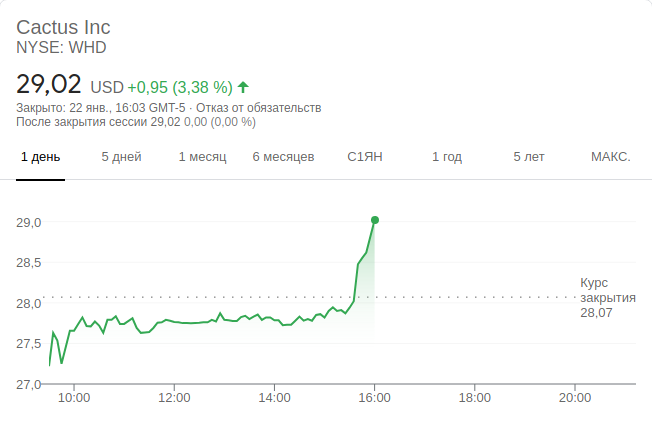 Cactus Inc
NYSE: WHD
29,02 USD +0,95 (3,38 %)
Закрыто: 22 янв., 16:03 GMT-5 · Отказ от обязательств
После закрытия сессии 29,02 0,00 (0,00 %)
1 день 5 дней 1 месяц 6 месяцев С1ЯН 1 год 5 лет МАКС.
29,0
28,5
Курс
28,0 закрытия
28,07
27,5
27,0
10:00 12:00 14:00 16:00 18:00 20:00